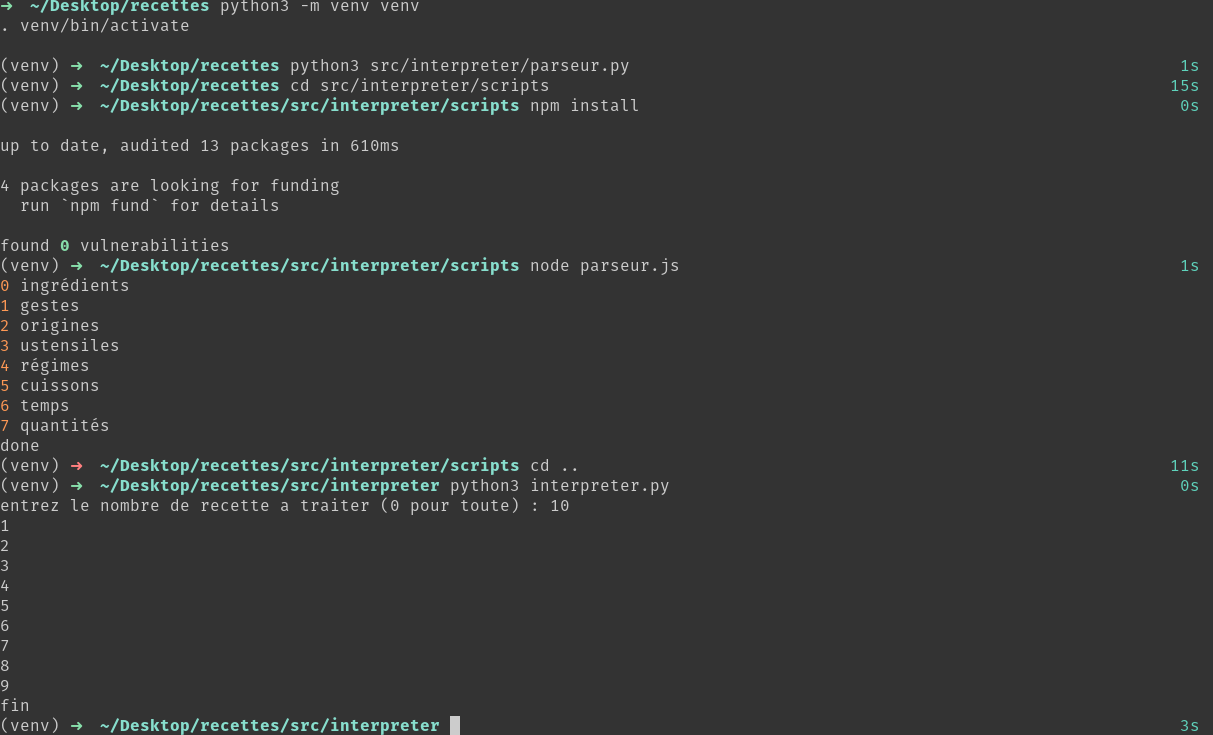 ➜ ~/Desktop/recettes python3 -m venv venv
. venv/bin/activate
(venv) ➜ ~/Desktop/recettes python3 src/interpreter/parseur.py 1s
(venv) ➜ ~/Desktop/recettes cd src/interpreter/scripts 15s
(venv) ➜ ~/Desktop/recettes/src/interpreter/scripts npm install 0s
up to date, audited 13 packages in 610ms
4 packages are looking for funding
run `npm fund` for details
found 0 vulnerabilities
(venv) ➜ ~/Desktop/recettes/src/interpreter/scripts node parseur.js 1s
0 ingrédients
1 gestes
2 origines
3 ustensiles
4 régimes
5 cuissons
6 temps
7 quantités
done
(venv) ➜ ~/Desktop/recettes/src/interpreter/scripts cd .. 11s
(venv) ➜ ~/Desktop/recettes/src/interpreter python3 interpreter.py 0s
entrez le nombre de recette a traiter (0 pour toute) : 10
1
2
3
4
5
6
7
8
9
fin
(venv) ➜ ~/Desktop/recettes/src/interpreter 3s